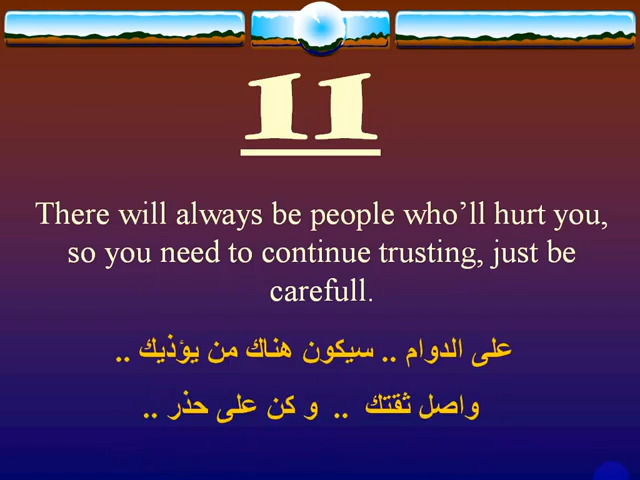 11
There will always be people who’ll hurt you,
so you need to continue trusting, just be
carefull.
على الدوام .. سيكون هناك من يؤذيك ..
واصل ثقتك .. و كن على حذر ..